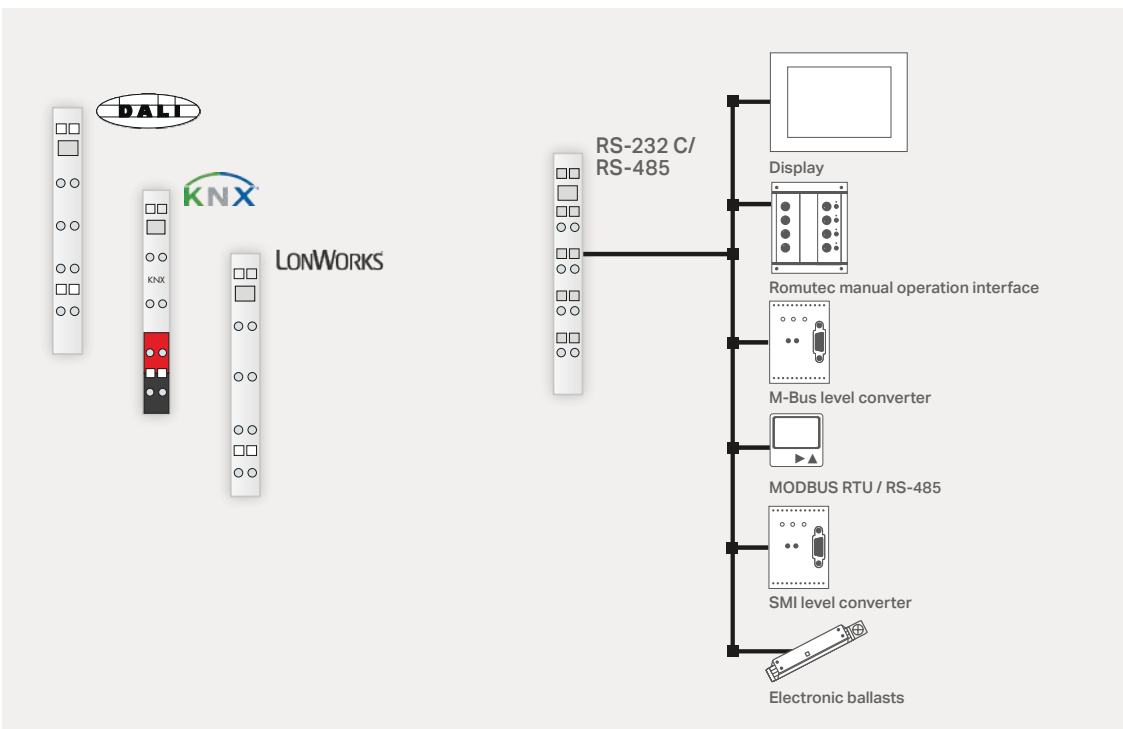 DALI
KNX
KNX
LONWORKS
RS-232 C/
RS-485
Display
Romutec manual operation interface
M-Bus level converter
MODBUS RTU / RS-485
SMI level converter
Electronic ballasts